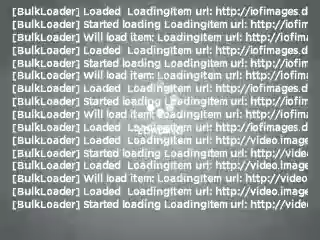 [BulkLoader] Loaded LoadingItem url: http://iofimages.d
[BulkLoader] Started loading LoadingItem url: http://iofim
[BulkLoader] Will load item: LoadingItem url: http://iofima
[BulkLoader] Loaded LoadingItem url: http://iofimages.d
[BulkLoader] Started loading LoadingItem url: http://iofim
[BulkLoader] Will load item: LoadingItem url: http://iofima
[BulkLoader] Loaded LoadingItem url: http://iofimages.d
[BulkLoader] Started loading LoadingItem url: http://iofim
[BulkLoader] Will load item: LoadingItem url: http://iofima
[BulkLoader] Loaded LoadingItem url: http://iofimages.d
[BulkLoader] Loaded LoadingItem url: http://video.image
[BulkLoader] Started loading LoadingItem url: http://vide
[BulkLoader] Loaded LoadingItem url: http://video.image
[BulkLoader] Will load item: LoadingItem url: http://video
[BulkLoader] Loaded LoadingItem url: http://video.image
[BulkLoader] Started loading LoadingItem url: http://vide